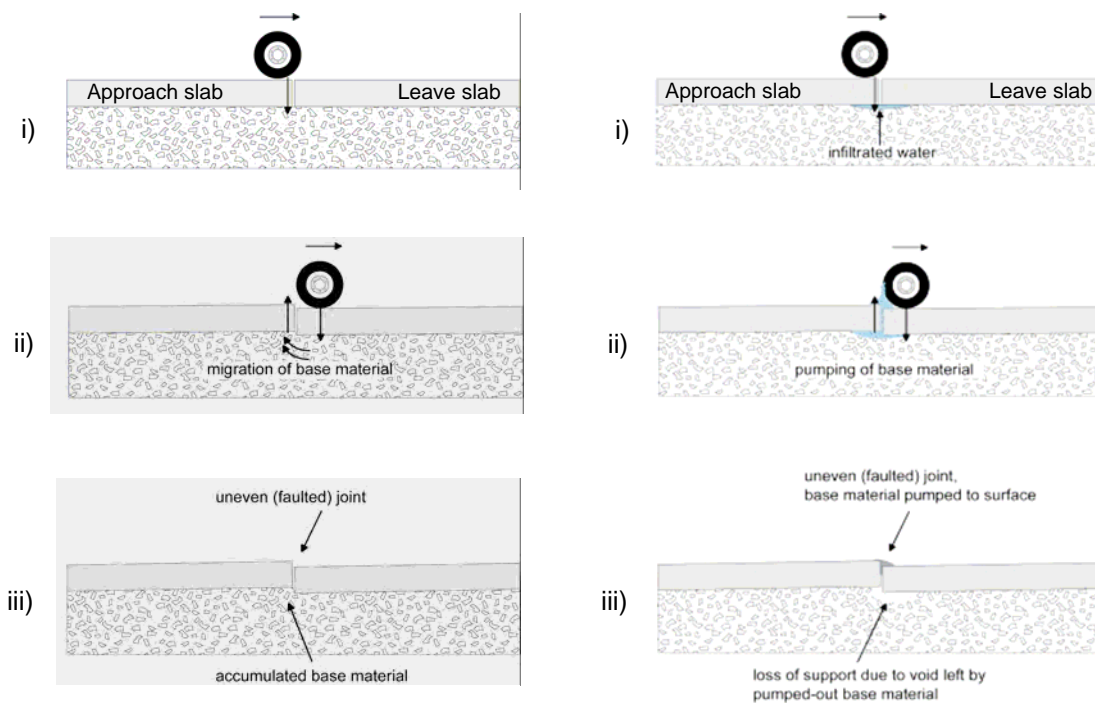 Approach slab
Leave slab
i)
ii)
migration of base material
uneven (faulted) joint
iii)
accumulated base material
Approach slab
Leave slab
i)
infiltrated water
ii)
pumping of base material
uneven (faulted) joint,
base material pumped to surface
iii)
loss of support due to void left by
pumped-out base material